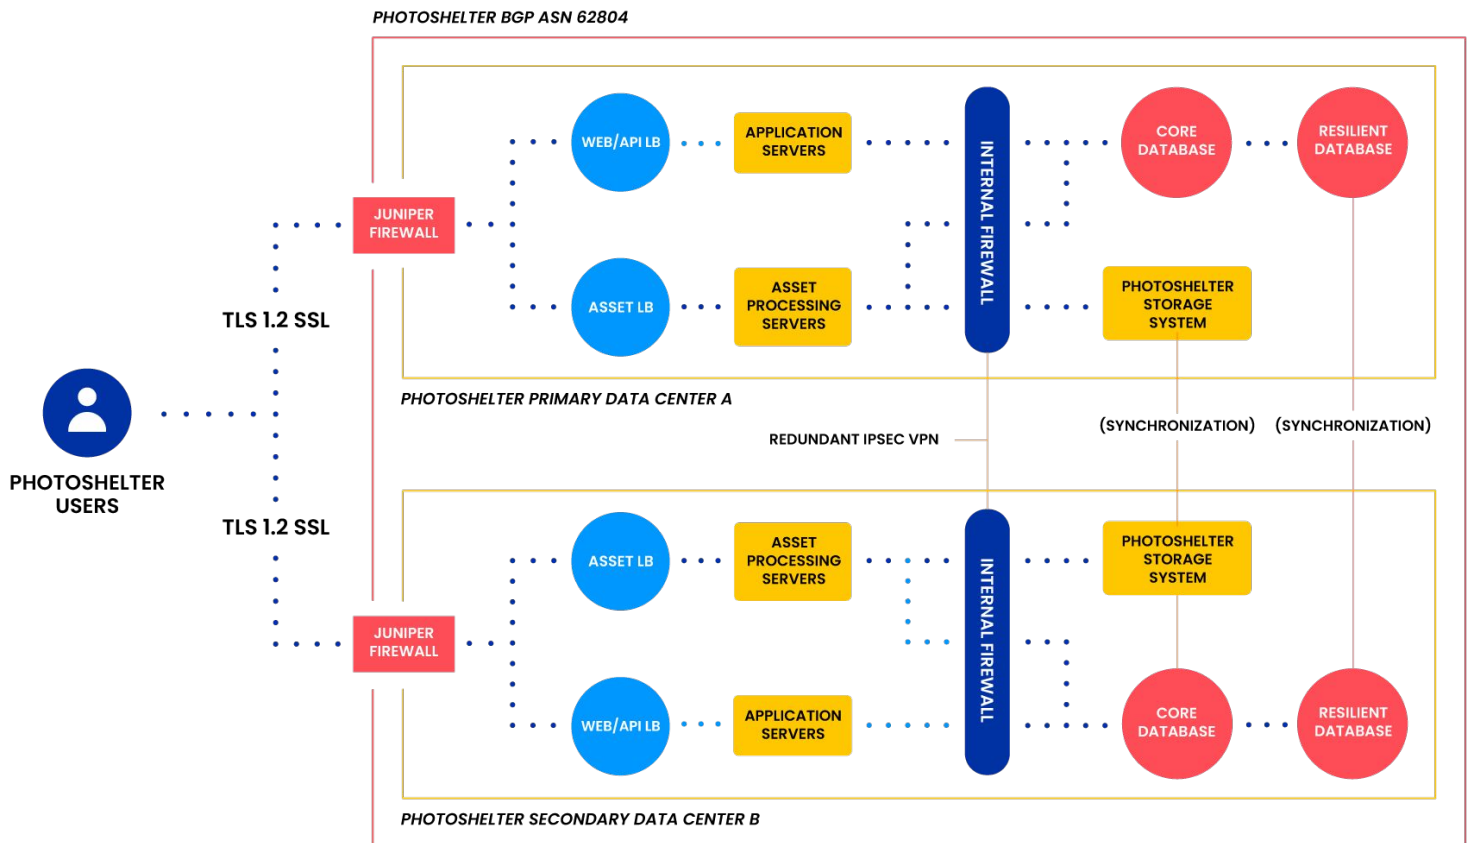 PHOTOSHELTER BGP ASN 62804
WEB/API LB
APPLICATION
SERVERS
INTERNAL FIREWALL
CORE
DATABASE
RESILIENT
DATABASE
JUNIPER
FIREWALL
ASSET LB
ASSET
PROCESSING
SERVERS
PHOTOSHELTER
STORAGE
SYSTEM
TLS 1.2 SSL
PHOTOSHELTER PRIMARY DATA CENTER A
REDUNDANT IPSEC VPN
(SYNCHRONIZATION)
(SYNCHRONIZATION)
PHOTOSHELTER
USERS
TLS 1.2 SSL
ASSET LB
ASSET
PROCESSING
SERVERS
INTERNAL FIREWALL
PHOTOSHELTER
STORAGE
SYSTEM
JUNIPER
FIREWALL
WEB/API LB
APPLICATION
SERVERS
CORE
DATABASE
RESILIENT
DATABASE
PHOTOSHELTER SECONDARY DATA CENTER B